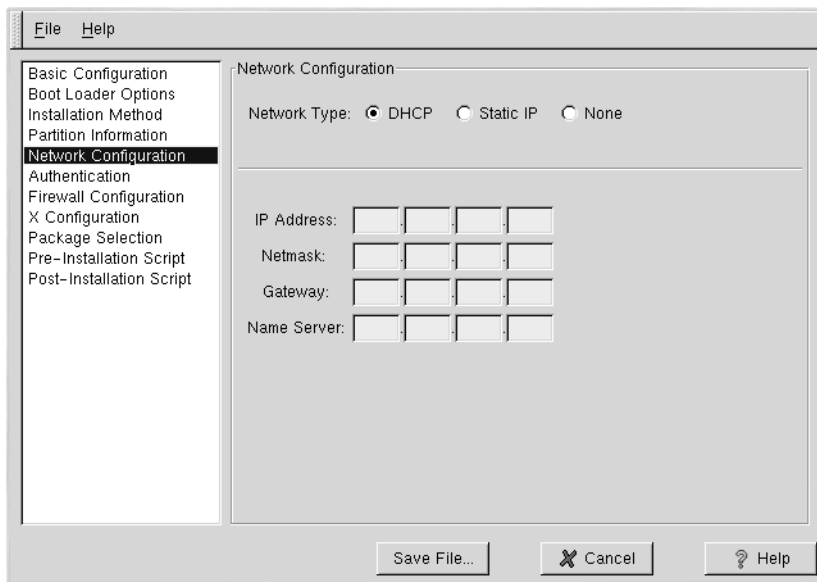 File Help
Basic Configuration
Boot Loader Options
Installation Method
Partition Information
Network Configuration
Authentication
Firewall Configuration
X Configuration
Package Selection
Pre-Installation Script
Post-Installation Script
Network Configuration
Network Type: DHCP Static IP None
IP Address: . . .
Netmask: . . .
Gateway: . . .
Name Server: . . .
Save File... Cancel Help